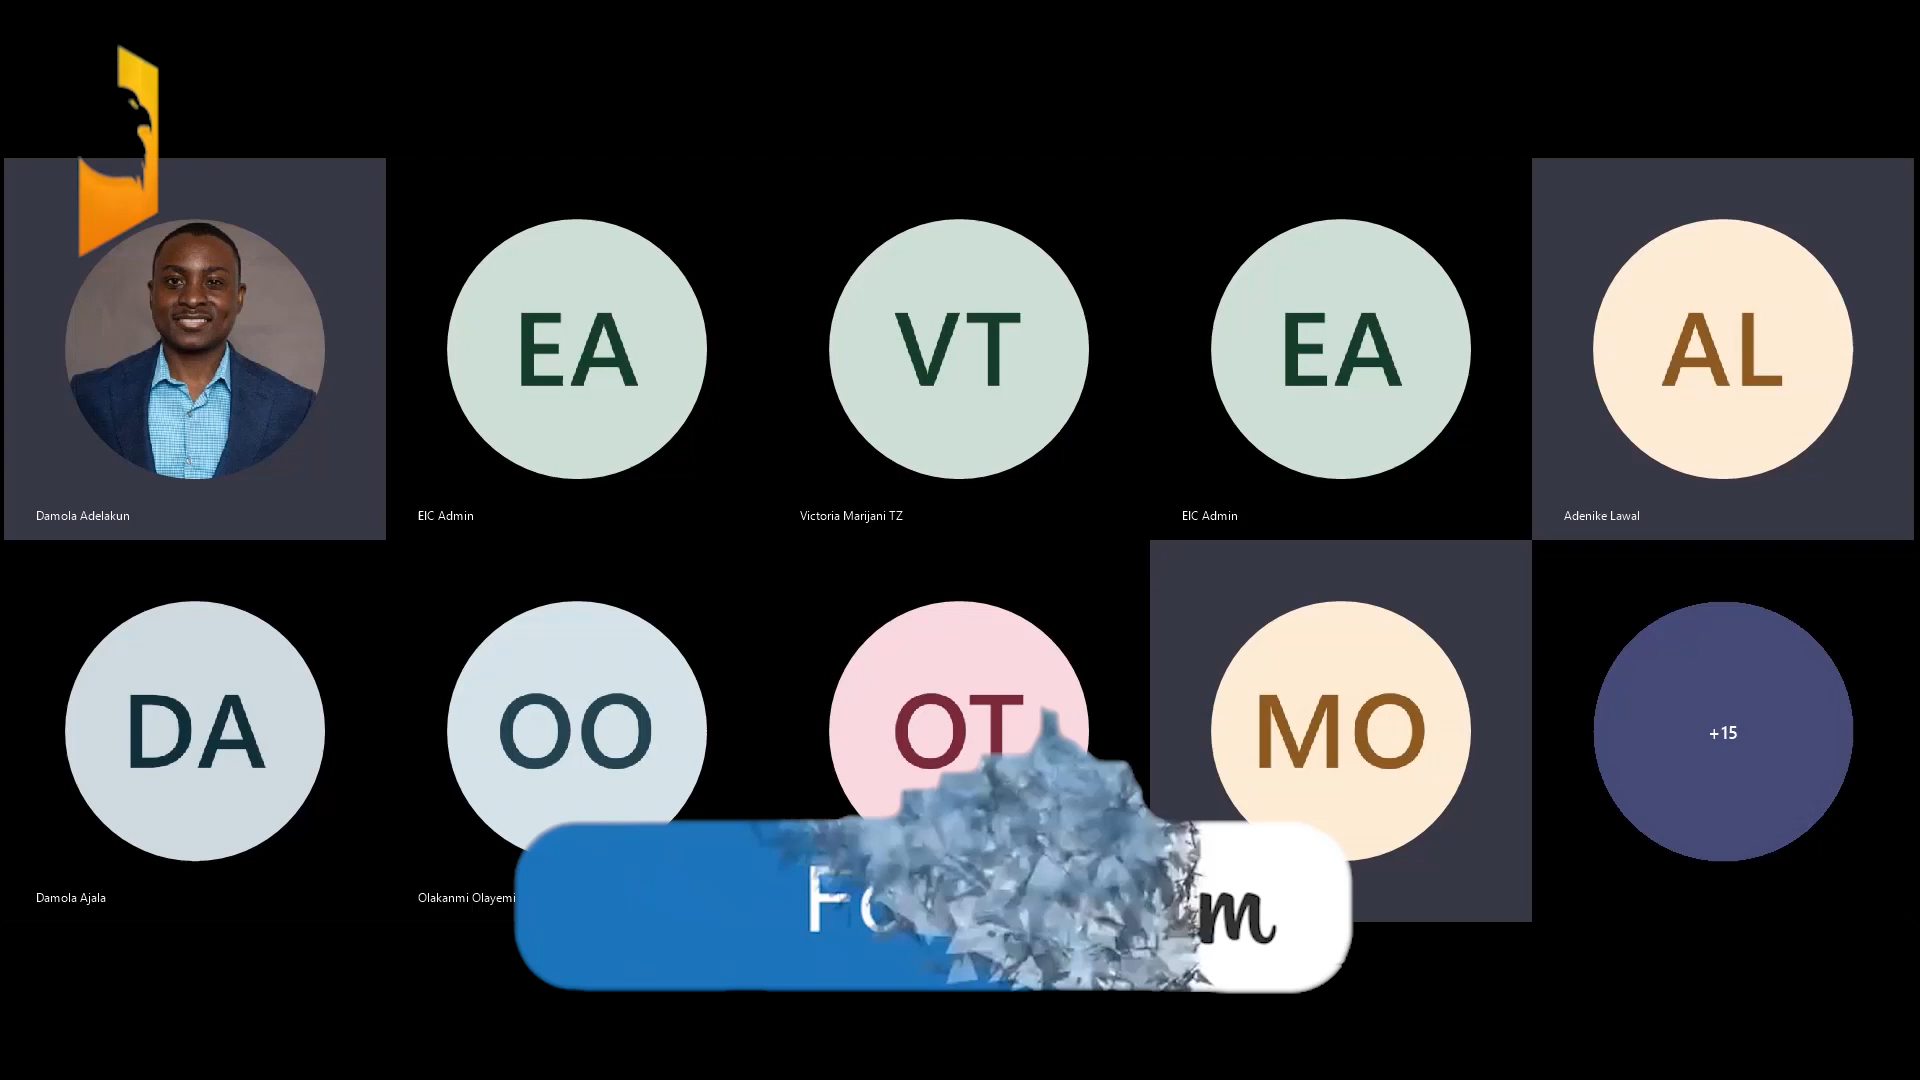 EA
VT
EA
AL
Damola Adelakun
EIC Admin
Victoria Marijani TZ
EIC Admin
Adenike Lawal
DA
OO
OT
MO
+15
Damola Ajala
Olakanmi Olayemi